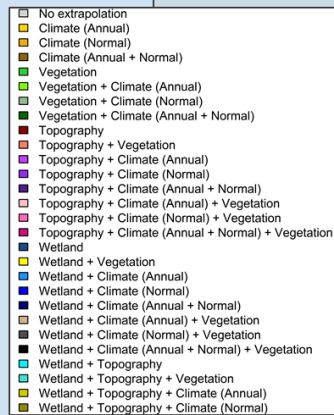 No extrapolation
Climate (Annual)
Climate (Normal)
Climate (Annual + Normal)
Vegetation
Vegetation + Climate (Annual)
Vegetation + Climate (Normal)
Vegetation + Climate (Annual + Normal)
Topography
Topography + Vegetation
Topography + Climate (Annual)
Topography + Climate (Normal)
Topography + Climate (Annual + Normal)
Topography + Climate (Annual) + Vegetation
Topography + Climate (Normal) + Vegetation
Topography + Climate (Annual + Normal) + Vegetation
Wetland
Wetland + Vegetation
Wetland + Climate (Annual)
Wetland + Climate (Normal)
Wetland + Climate (Annual + Normal)
Wetland + Climate (Annual) + Vegetation
Wetland + Climate (Normal) + Vegetation
Wetland + Climate (Annual + Normal) + Vegetation
Wetland + Topography
Wetland + Topography + Vegetation
Wetland + Topography + Climate (Annual)
Wetland + Topography + Climate (Normal)